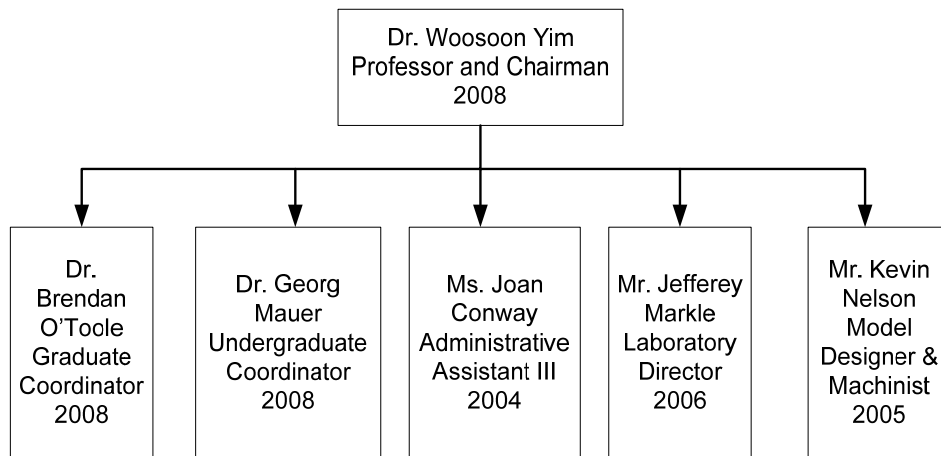 Dr. Woosoon Yim
Professor and Chairman
2008
Dr.
Brendan
O'Toole
Graduate
Coordinator
2008
Dr. Georg
Mauer
Undergraduate
Coordinator
2008
Ms. Joan
Conway
Administrative
Assistant III
2004
Mr. Jefferey
Markle
Laboratory
Director
2006
Mr. Kevin
Nelson
Model
Designer &
Machinist
2005